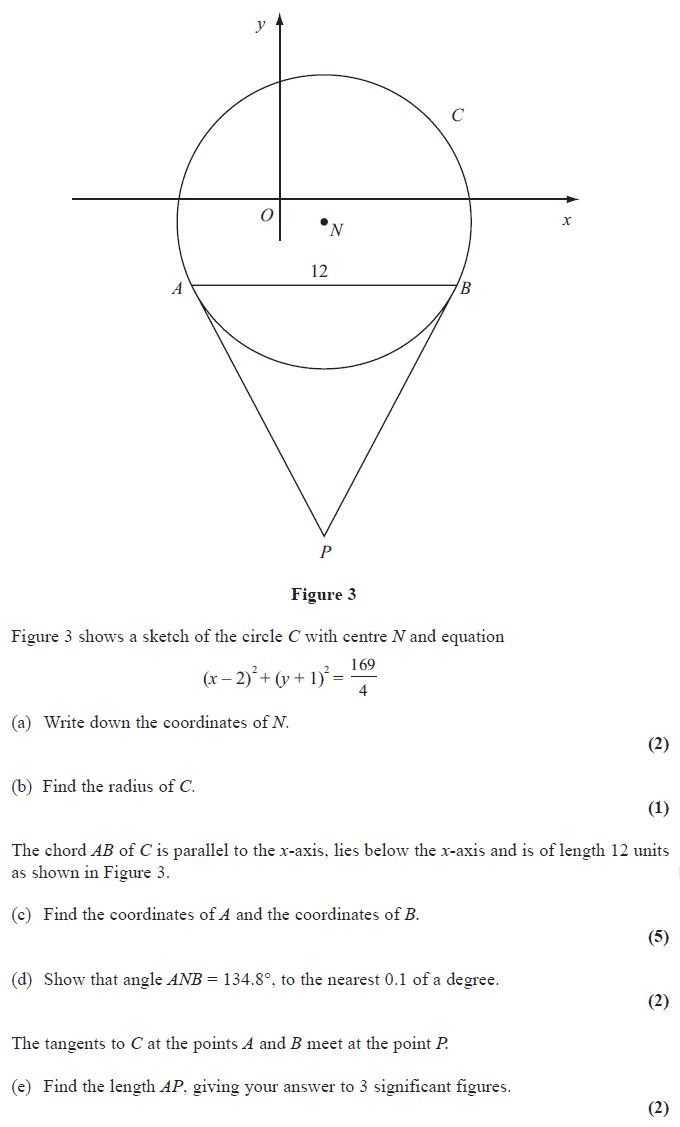 y
C
O
N
x
12
A
B
P
Figure 3
Figure 3 shows a sketch of the circle C with centre N and equation
(x – 2)² + (y + 1)² = 169/4
(a) Write down the coordinates of N.
(2)
(b) Find the radius of C.
(1)
The chord AB of C is parallel to the x-axis, lies below the x-axis and is of length 12 units
as shown in Figure 3.
(c) Find the coordinates of A and the coordinates of B.
(5)
(d) Show that angle ANB = 134.8°, to the nearest 0.1 of a degree.
(2)
The tangents to C at the points A and B meet at the point P.
(e) Find the length AP, giving your answer to 3 significant figures.
(2)